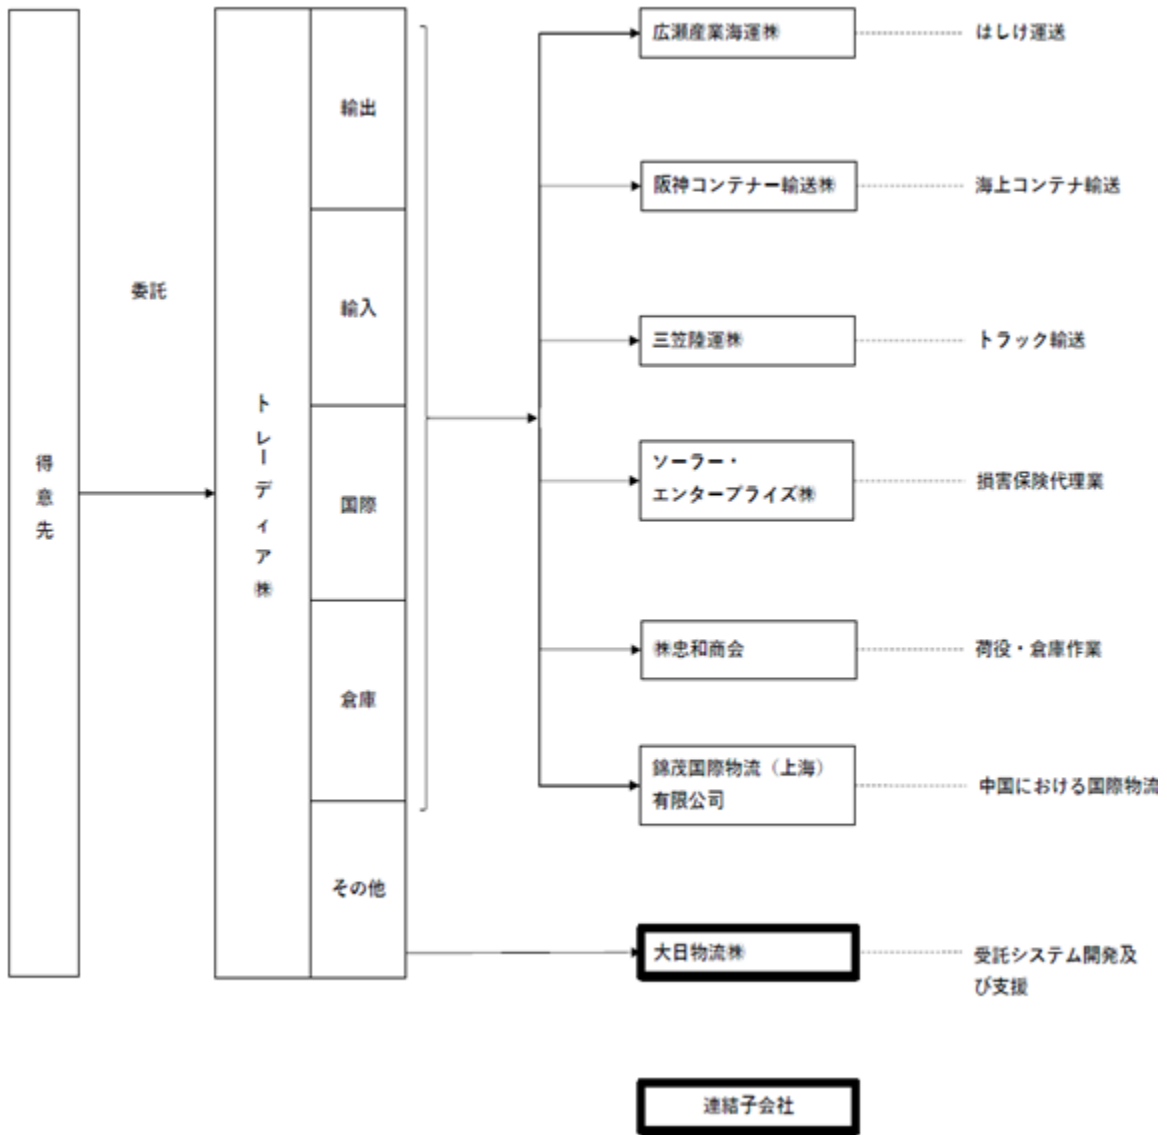 得意先
委託
トレーディア㈱
輸出
輸入
国際
倉庫
その他
広瀬産業海運㈱
はしけ運送
阪神コンテナー輸送㈱
海上コンテナ輸送
三笠陸運㈱
トラック輸送
ソーラー・
エンタープライズ㈱
損害保険代理業
㈱忠和商会
荷役・倉庫作業
錦茂国際物流（上海）
有限公司
中国における国際物流
大日物流㈱
受託システム開発及
び支援
連結子会社